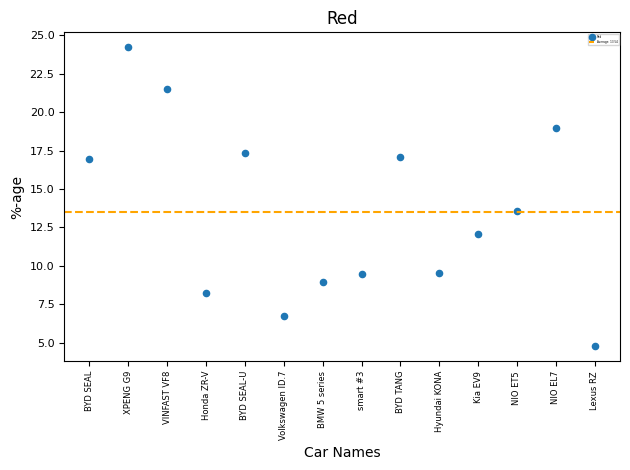 Red
25.0
22.5
20.0
17.5
15.0
12.5
10.0
7.5
5.0
%-age
Red
BYD SEAL
XPENG G9
VINFAST VF8
Honda ZR-V
BYD SEAL-U
Volkswagen ID.7
BMW 5 series
smart #3
BYD TANG
Hyundai KONA
Kia EV9
NIO ET5
NIO EL7
Lexus RZ
Car Names